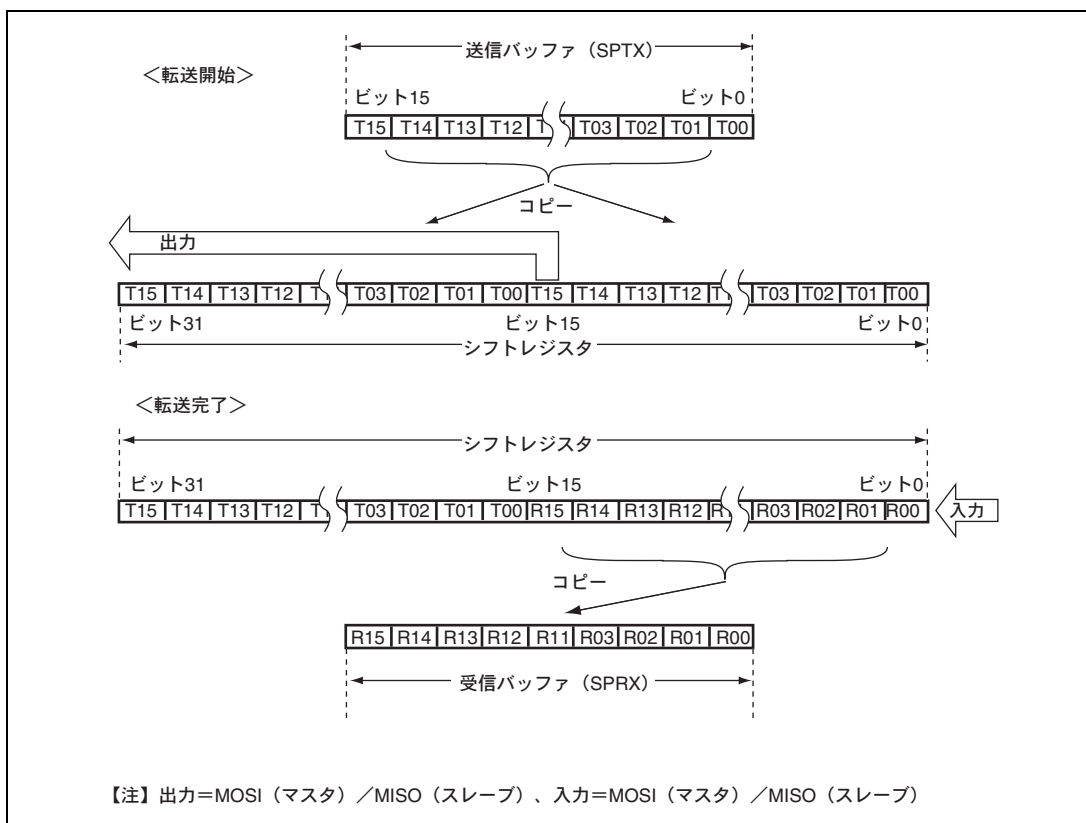 送信バッファ（SPTX）
＜転送開始＞
ビット15 ビット0
T15 T14 T13 T12 T03 T02 T01 T00
コピー
出力
T15 T14 T13 T12 T03 T02 T01 T00 T15 T14 T13 T12 T03 T02 T01 T00
ビット31 ビット15 ビット0
シフトレジスタ
＜転送完了＞
シフトレジスタ
ビット31 ビット15 ビット0
T15 T14 T13 T12 T03 T02 T01 T00 R15 R14 R13 R12 R03 R02 R01 R00 入力
コピー
R15 R14 R13 R12 R11 R03 R02 R01 R00
受信バッファ（SPRX）
【注】出力＝MOSI（マスタ）／MISO（スレーブ）、入力＝MOSI（マスタ）／MISO（スレーブ）